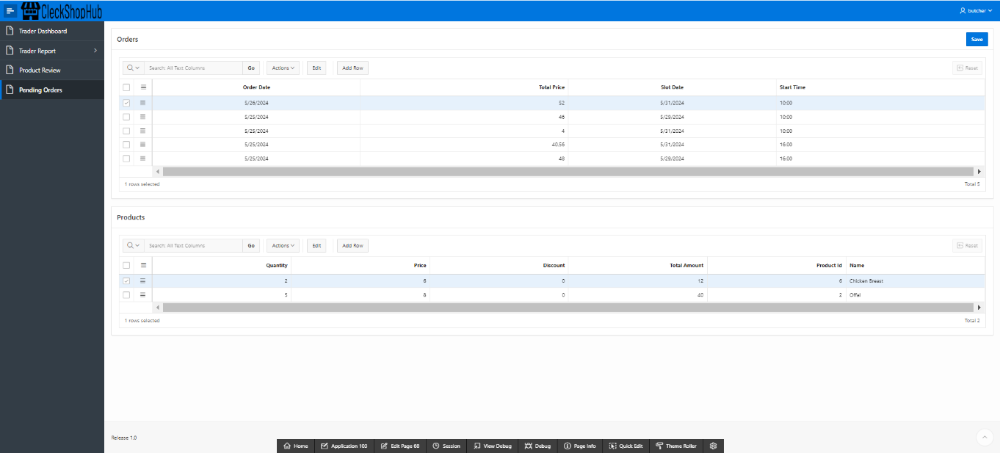 CleckShopHub
butcher
Trader Dashboard
Trader Report
Product Review
Pending Orders
Orders
Save
Search: All Text Columns Go Actions Edit Add Row Reset
Order Date Total Price Slot Date Start Time
5/26/2024 52 5/31/2024 10:00
5/25/2024 46 5/29/2024 10:00
5/25/2024 4 5/31/2024 10:00
5/25/2024 40.56 5/31/2024 16:00
5/25/2024 48 5/29/2024 16:00
1 rows selected Total 5
Products
Search: All Text Columns Go Actions Edit Add Row Reset
Quantity Price Discount Total Amount Product Id Name
2 6 0 12 6 Chicken Breast
5 8 0 40 2 Offal
1 rows selected Total 2
Release 1.0
Home Application 103 Edit Page 68 Session View Debug Debug Page Info Quick Edit Theme Roller